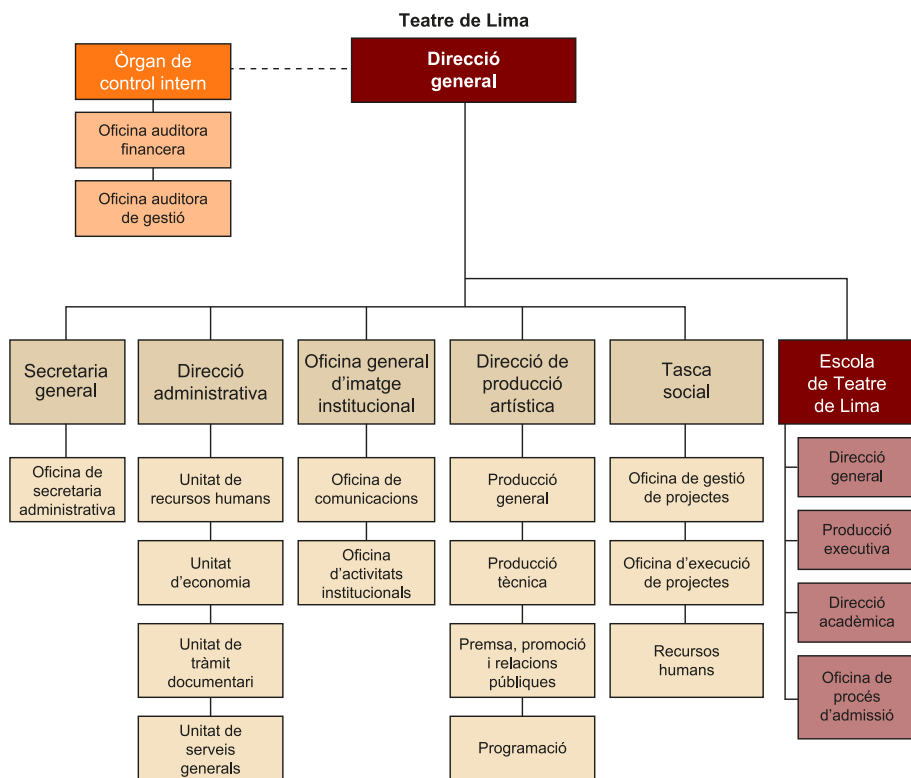 Teatre de Lima
Òrgan de
control intern
Direcció
general
Oficina auditora
financera
Oficina auditora
de gestió
Secretaria
general
Oficina de
secretaria
administrativa
Direcció
administrativa
Unitat de
recursos humans
Unitat
d'economia
Unitat de
tràmit
documentari
Unitat de
serveis
generals
Oficina general
d'imatge
institucional
Oficina de
comunicacions
Oficina
d'activitats
institucionals
Direcció de
producció
artística
Producció
general
Producció
tècnica
Premsa, promoció
i relacions
públiques
Programació
Tasca
social
Oficina de gestió
de projectes
Oficina d'execució
de projectes
Recursos
humans
Escola
de Teatre
de Lima
Direcció
general
Producció
executiva
Direcció
acadèmica
Oficina de
procés
d'admissió